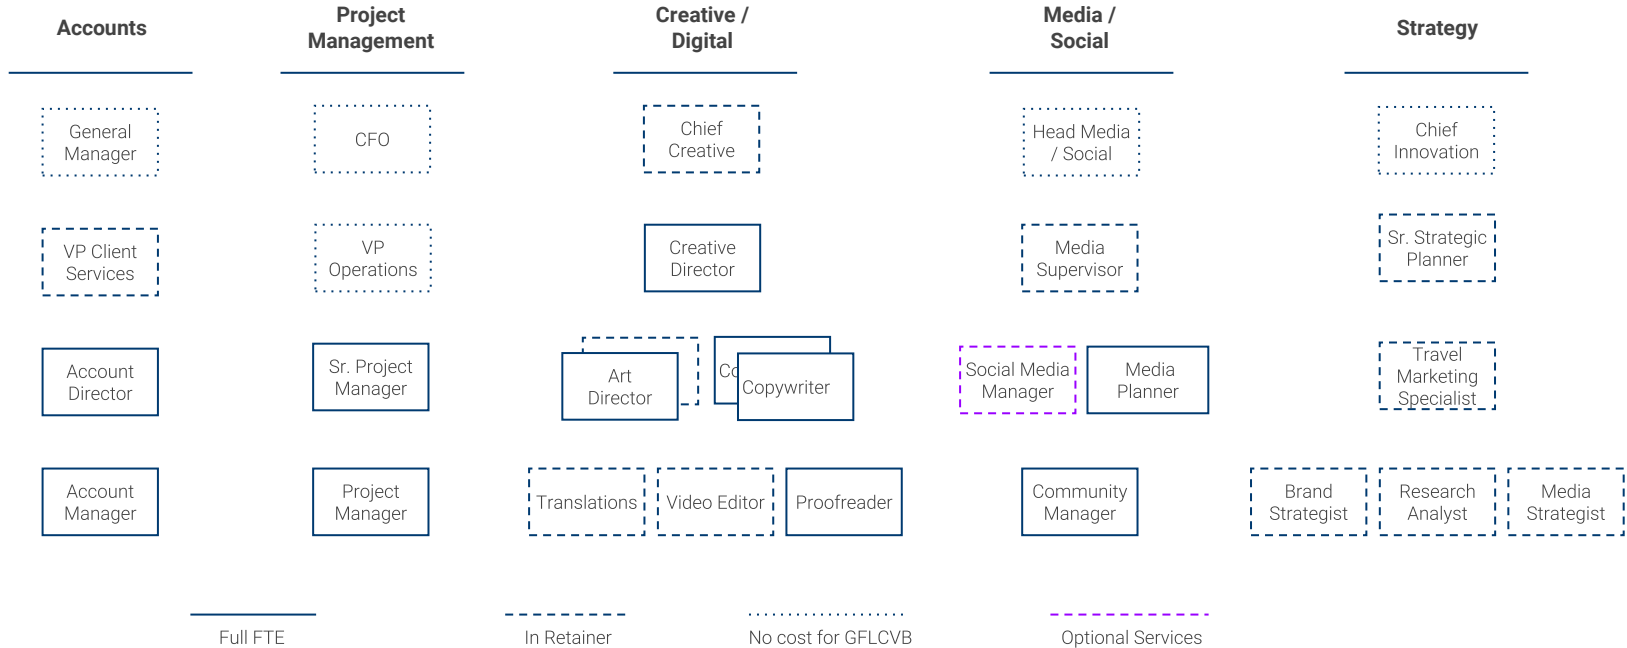 Accounts
Project
Management
Creative /
Digital
Media /
Social
Strategy
General
Manager
CFO
Chief
Creative
Head Media
/ Social
Chief
Innovation
VP Client
Services
VP
Operations
Creative
Director
Media
Supervisor
Sr. Strategic
Planner
Account
Director
Sr. Project
Manager
Art
Director
Co
Copywriter
Social Media
Manager
Media
Planner
Travel
Marketing
Specialist
Account
Manager
Project
Manager
Translations
Video Editor
Proofreader
Community
Manager
Brand
Strategist
Research
Analyst
Media
Strategist
Full FTE
In Retainer
No cost for GFLCVB
Optional Services